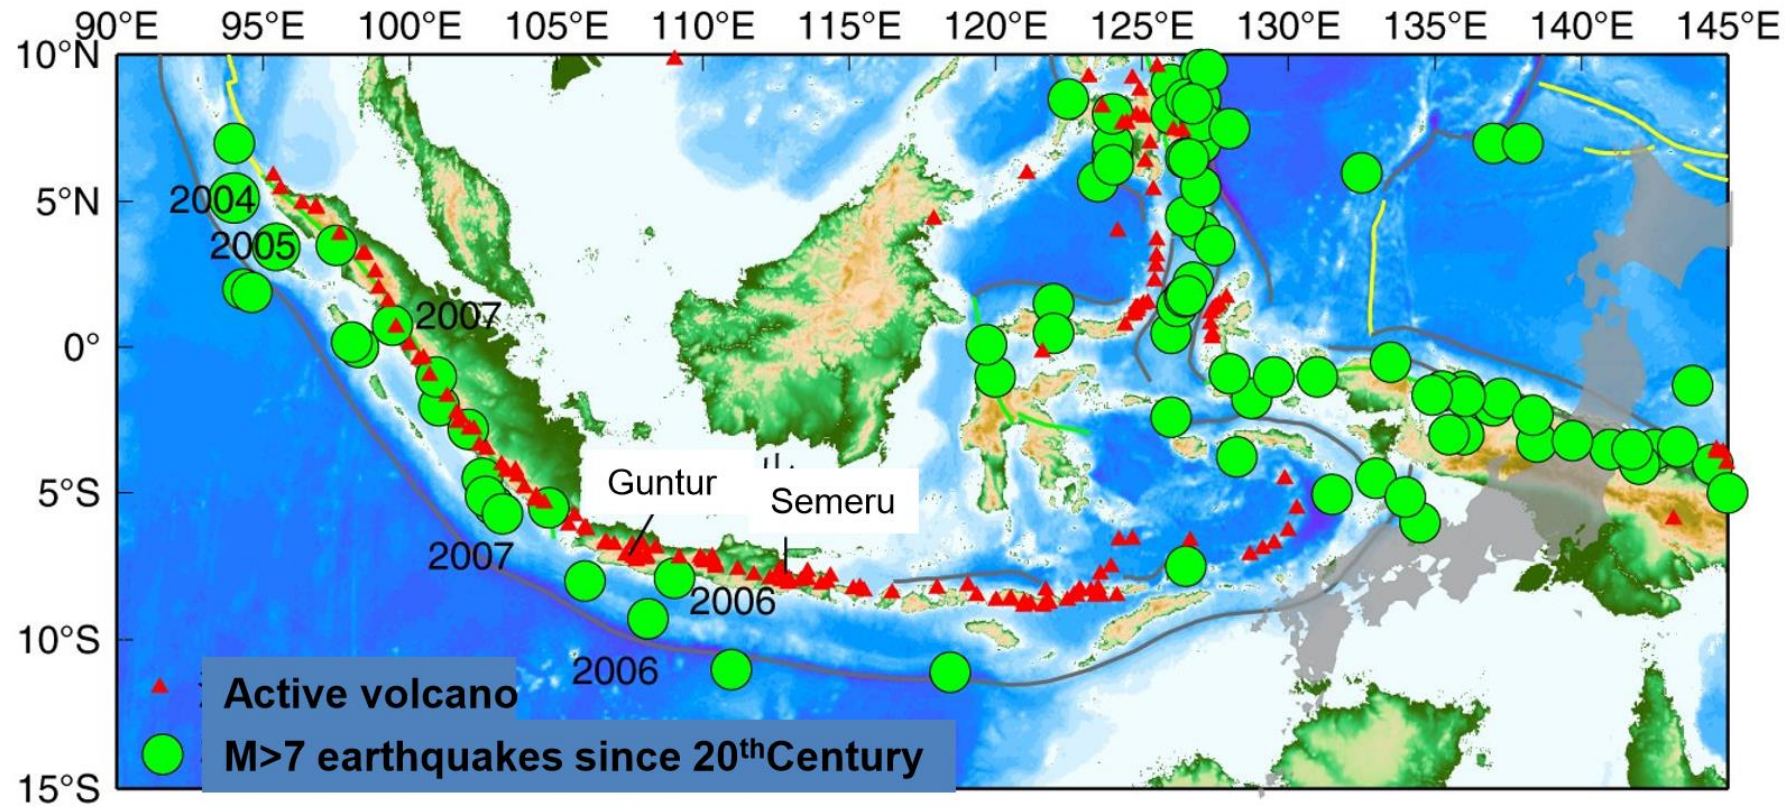 90°E 95°E 100°E 105°E 110°E 115°E 120°E 125°E 130°E 135°E 140°E 145°E
10°N
5°N
0°
5°S
10°S
15°S
2004
2005
2007
Guntur
Semeru
2007
2006
2006
Active volcano
M>7 earthquakes since 20thCentury